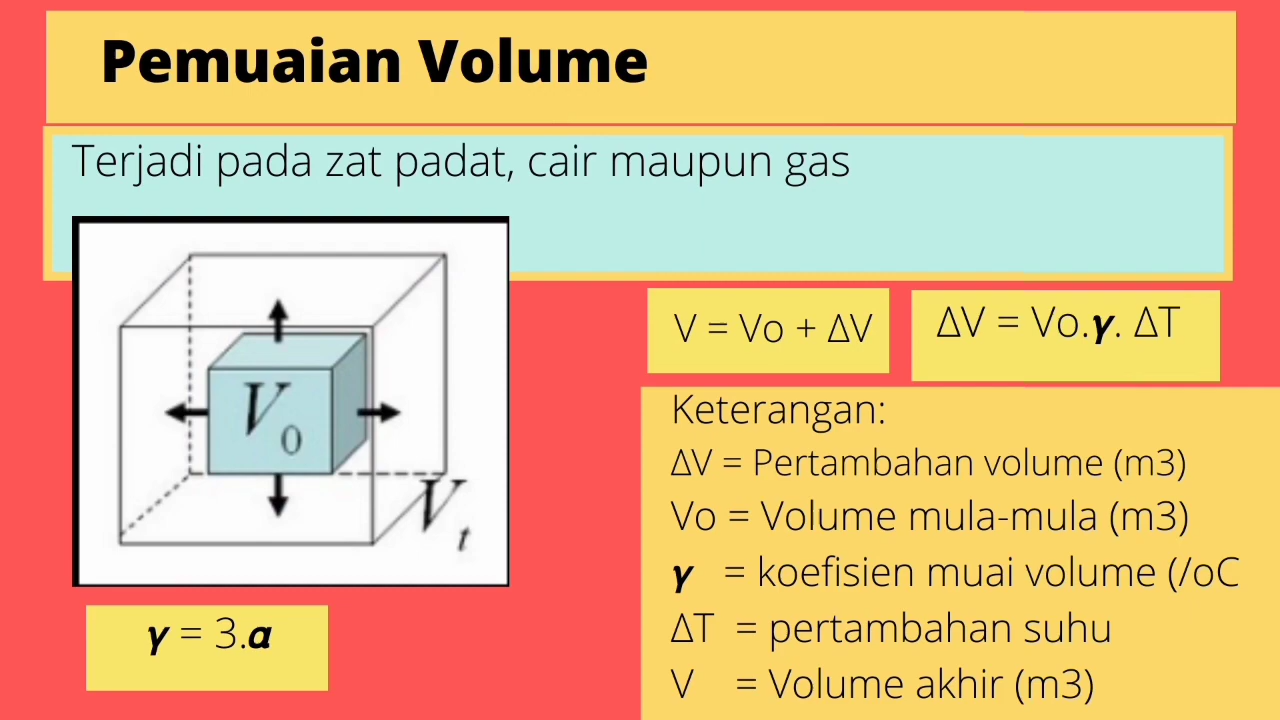 Pemuaian Volume
Terjadi pada zat padat, cair maupun gas
V₀
Vₜ
γ = 3.α
V = Vo + ΔV
ΔV = Vo.γ. ΔT
Keterangan:
ΔV = Pertambahan volume (m3)
Vo = Volume mula-mula (m3)
γ = koefisien muai volume (/oC
ΔT = pertambahan suhu
V = Volume akhir (m3)